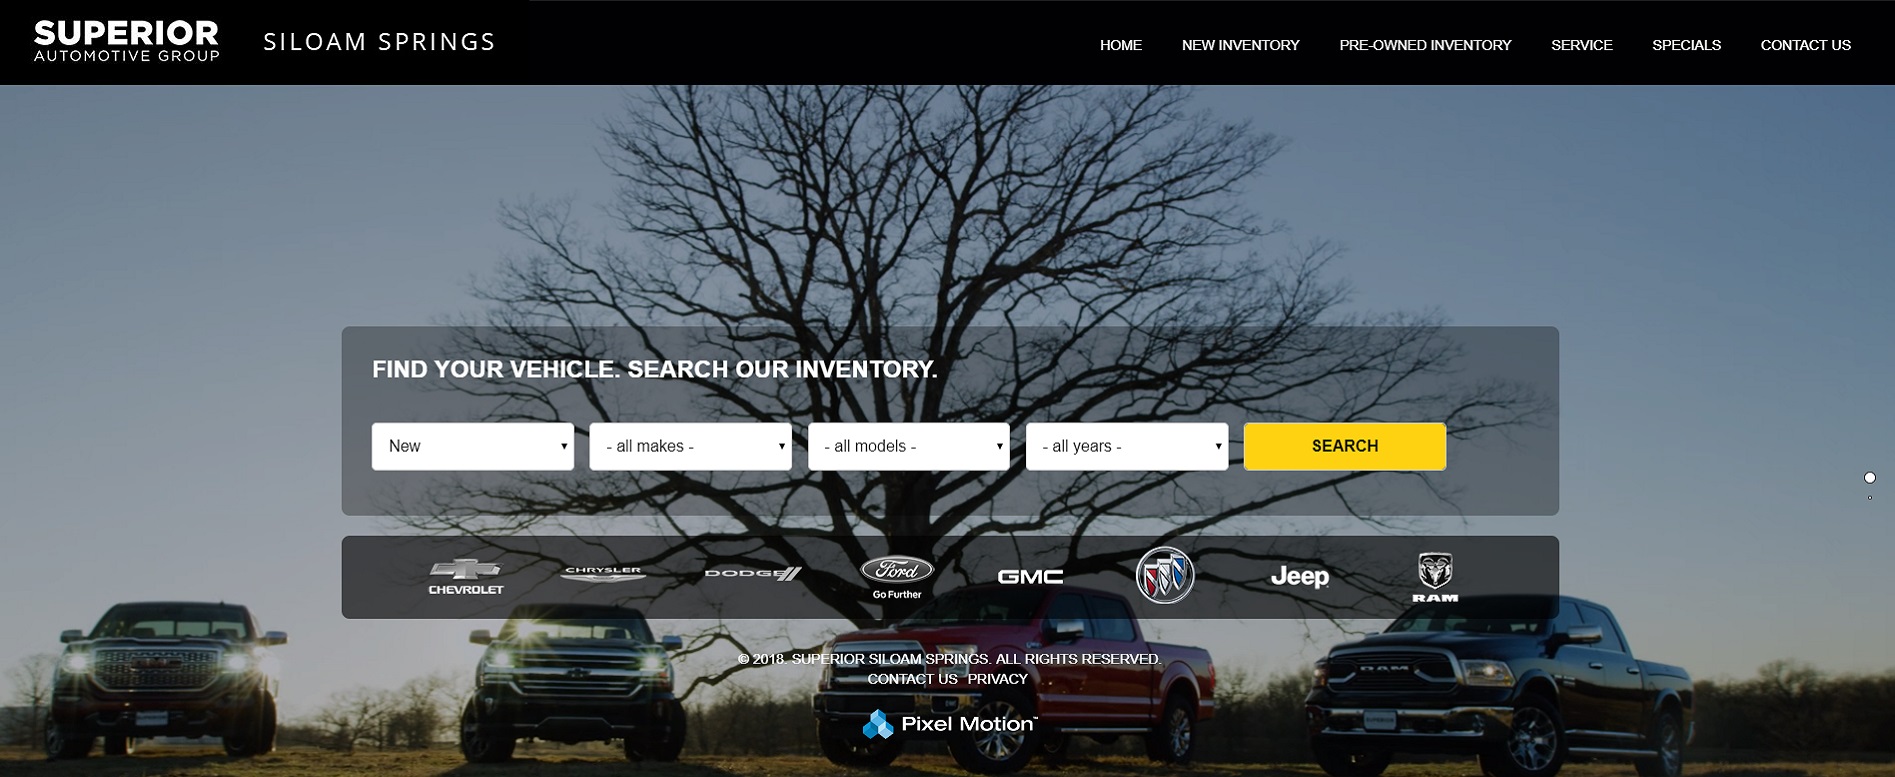 SUPERIOR
AUTOMOTIVE GROUP
SILOAM SPRINGS
HOME
NEW INVENTORY
PRE-OWNED INVENTORY
SERVICE
SPECIALS
CONTACT US
FIND YOUR VEHICLE. SEARCH OUR INVENTORY.
New
- all makes -
- all models -
- all years -
SEARCH
CHEVROLET
CHRYSLER
DODGE
Ford
Go Further
GMC
Jeep
RAM
RAM
© 2018. SUPERIOR SILOAM SPRINGS. ALL RIGHTS RESERVED.
CONTACT US PRIVACY
Pixel Motion™